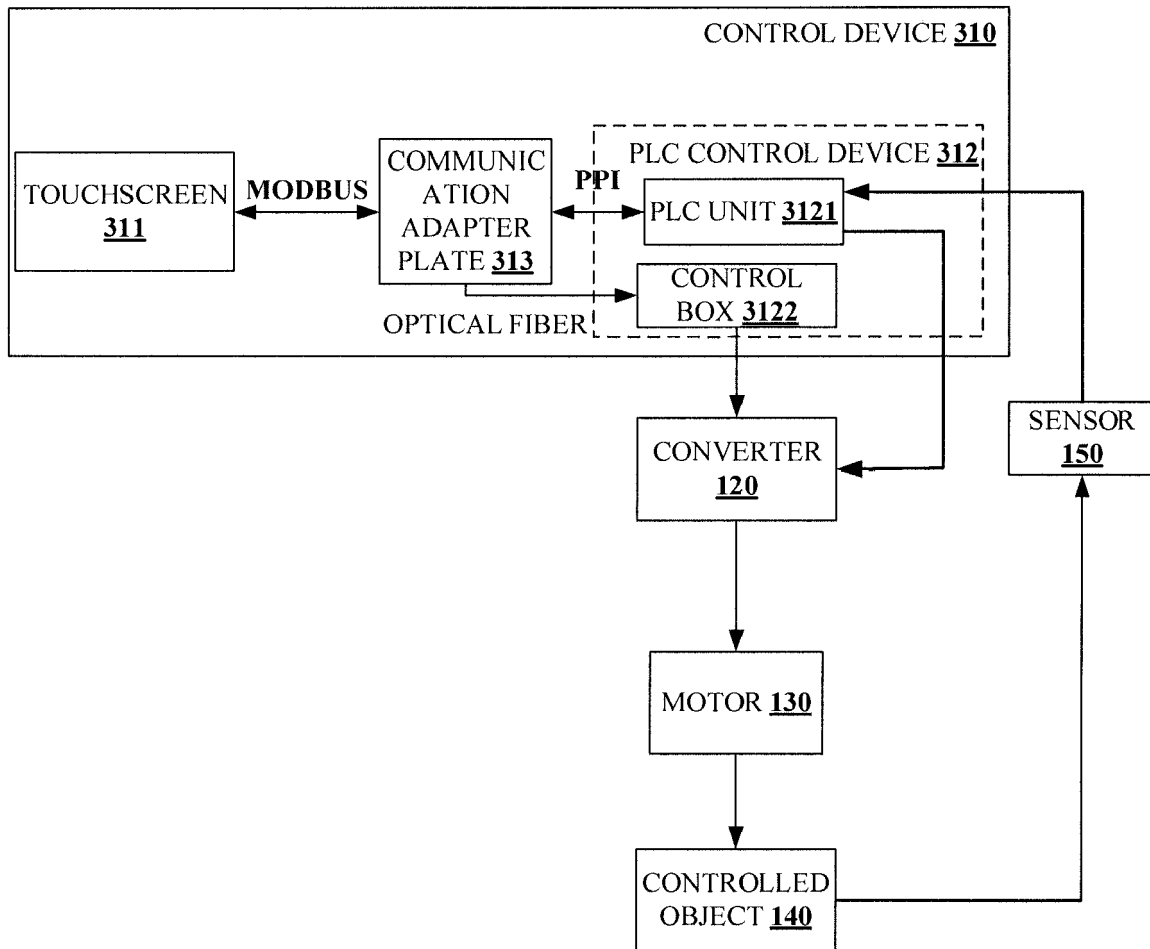 CONTROL DEVICE 310
PLC CONTROL DEVICE 312
COMMUNIC
ATION
ADAPTER
PLATE 313
TOUCHSCREEN
311
MODBUS
PPI
PLC UNIT 3121
CONTROL
BOX 3122
OPTICAL FIBER
CONVERTER
120
SENSOR
150
MOTOR 130
CONTROLLED
OBJECT 140